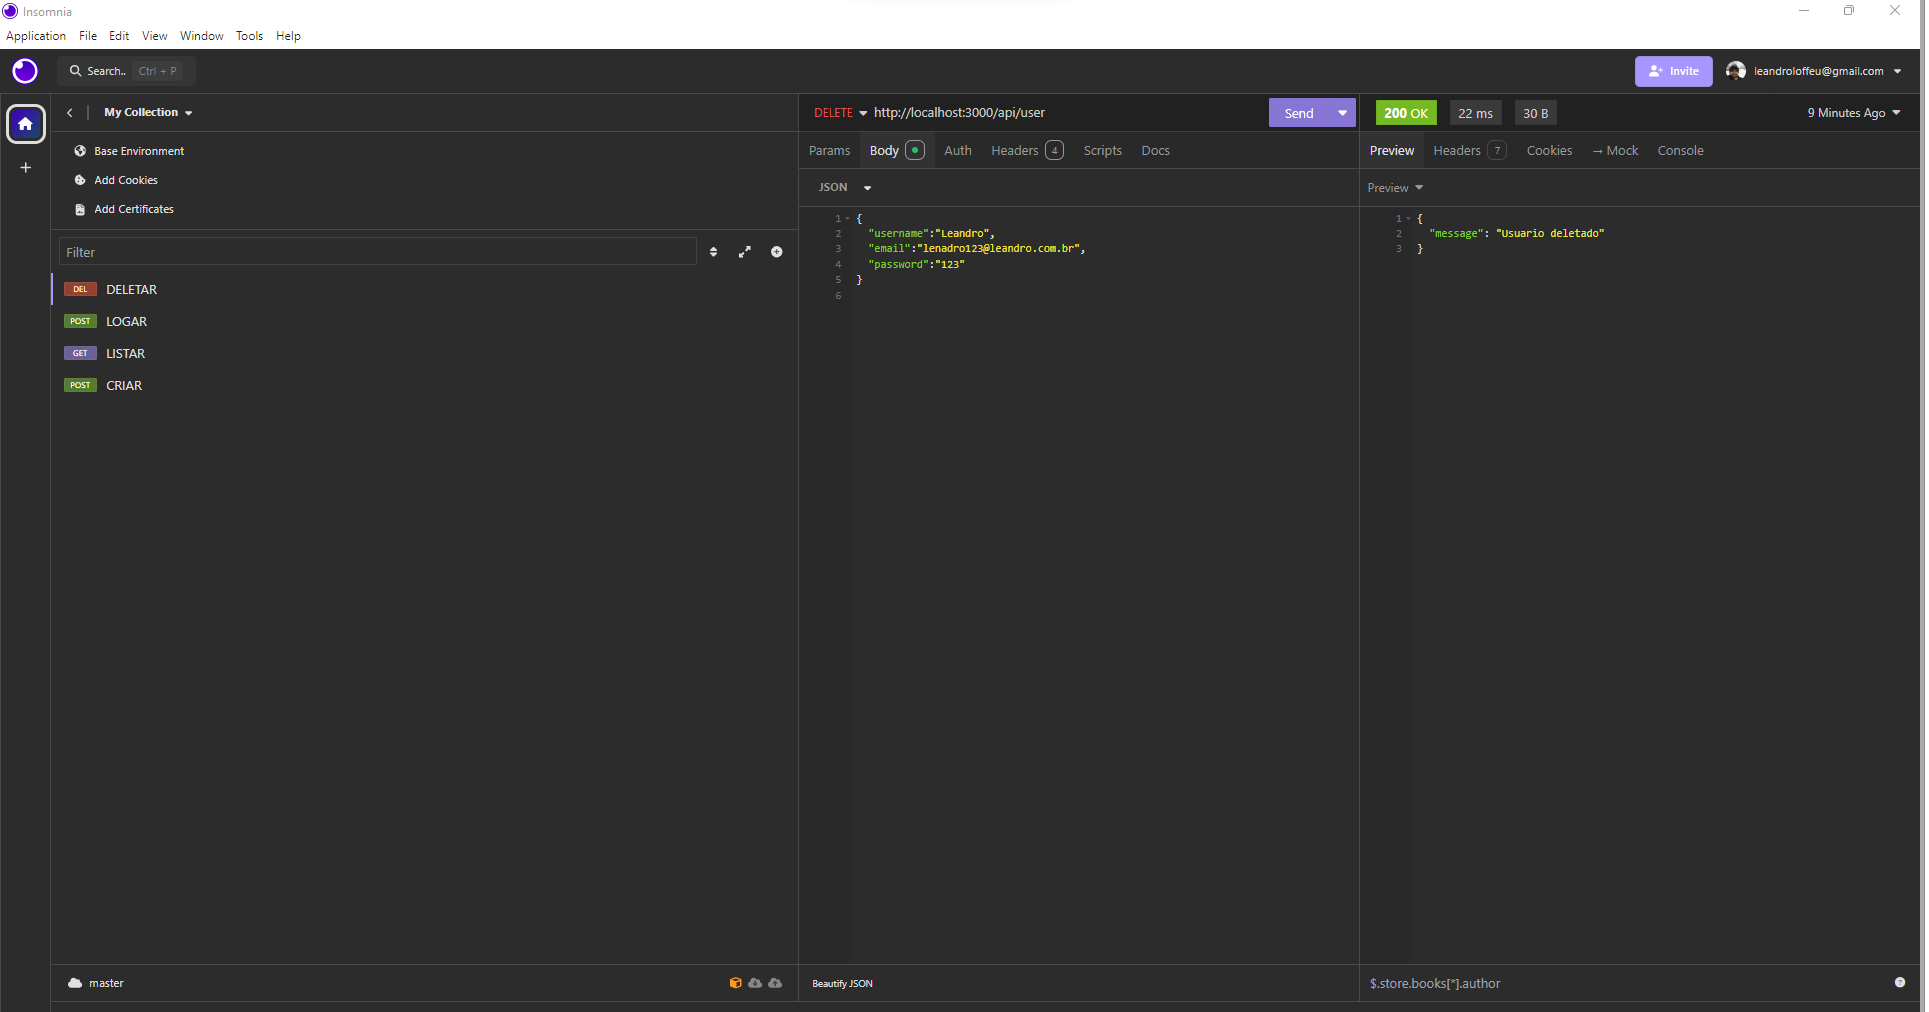 Insomnia
Application File Edit View Window Tools Help
Search.. Ctrl + P
Invite leandroloffeu@gmail.com
My Collection
Base Environment
Add Cookies
Add Certificates
Filter
DEL DELETAR
POST LOGAR
GET LISTAR
POST CRIAR
master
DELETE http://localhost:3000/api/user Send
Params Body Auth Headers 4 Scripts Docs
JSON
1 {
2 "username":"Leandro",
3 "email":"lenadro123@leandro.com.br",
4 "password":"123"
5 }
6
Beautify JSON
200 OK 22 ms 30 B 9 Minutes Ago
Preview Headers 7 Cookies → Mock Console
Preview
1 {
2 "message": "Usuario deletado"
3 }
$.store.books[*].author